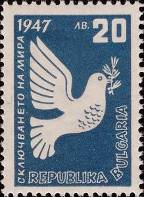 1947 ЛВ. 20
СКЛЮЧВАНЕТО НА МИРА
REPUBLIKA
BULGARIA